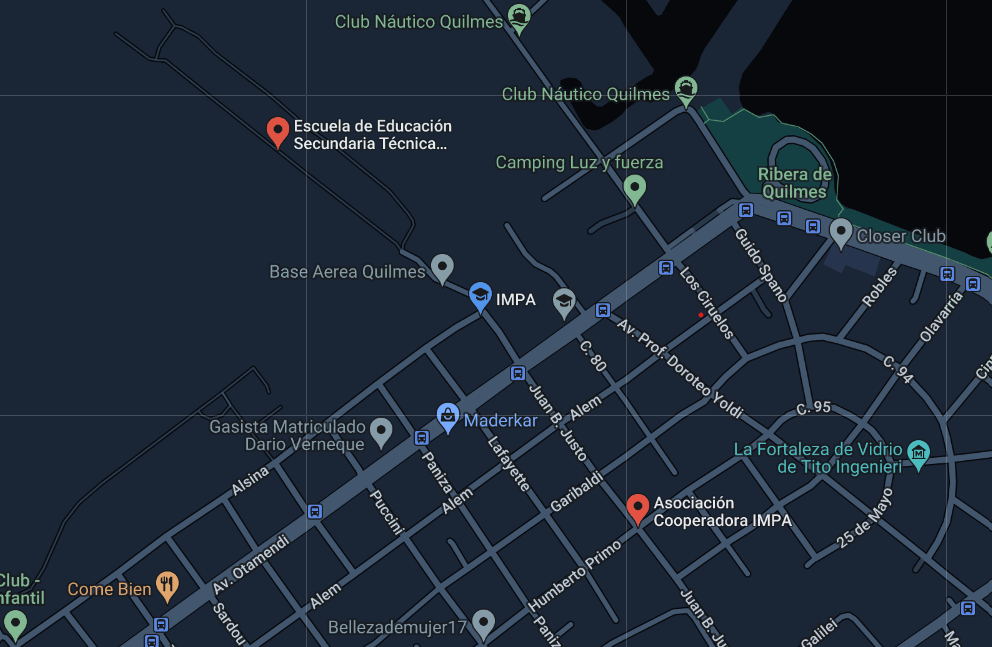 Club Náutico Quilmes
Club Náutico Quilmes
Escuela de Educación
Secundaria Técnica...
Camping Luz y fuerza
Ribera de
Quilmes
Closer Club
Guido Spano
Base Aerea Quilmes
IMPA
Los Ciruelos
Robles
Olavarría
Av. Prof. Doroteo Yoldi
C. 80
C. 94
Juan B. Justo
Alem
C. 95
Maderkar
Gasista Matriculado
Dario Verneque
La Fortaleza de Vidrio
de Tito Ingenieri
Lafayette
Paniza
Alsina
Garibaldi
Alem
Puccini
Asociación
Cooperadora IMPA
25 de Mayo
Av. Otamendi
Humberto Primo
Club -
nfantil
Come Bien
Alem
Sardou
Bellezademujer17
Paniz
Juan B. Ju
Galilei